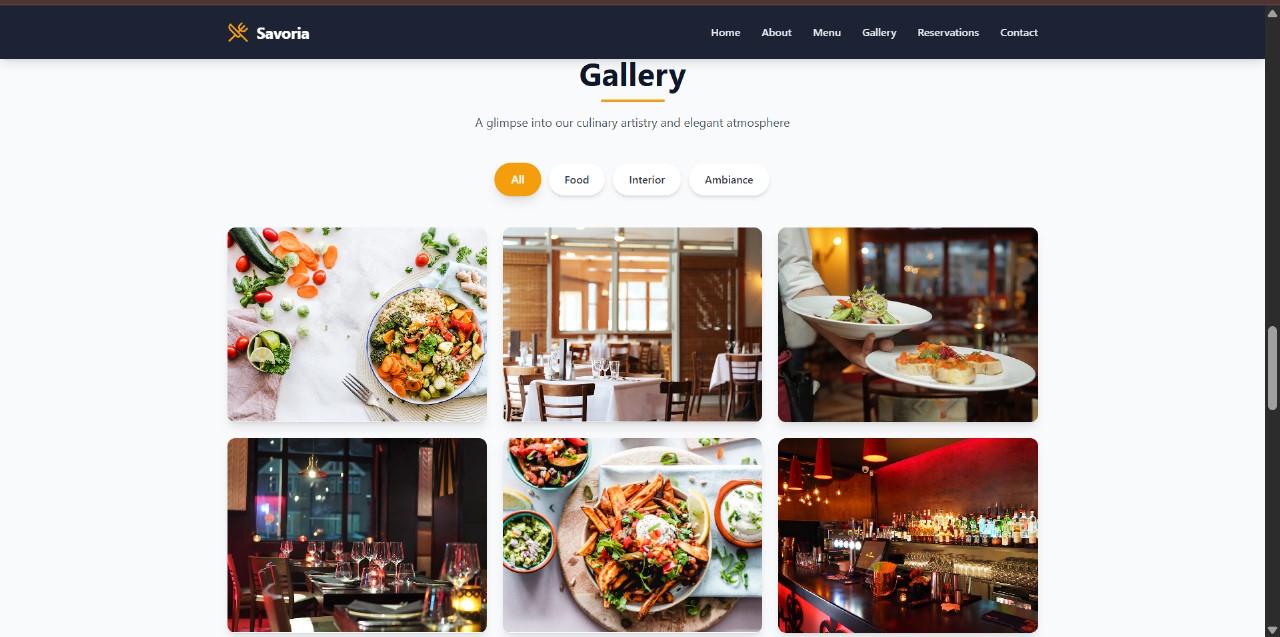 Savoria
Home About Menu Gallery Reservations Contact
Gallery
A glimpse into our culinary artistry and elegant atmosphere
All Food Interior Ambiance